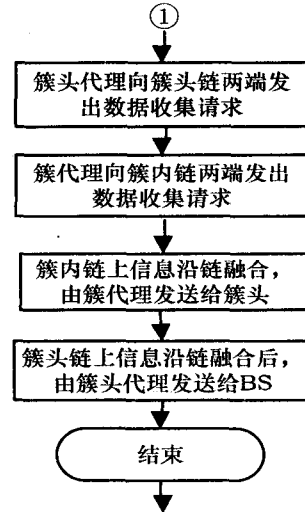 ①
簇头代理向簇头链两端发
出数据收集请求
簇代理向簇内链两端发出
数据收集请求
簇内链上信息沿链融合，
由簇代理发送给簇头
簇头链上信息沿链融合后，
由簇头代理发送给BS
结束